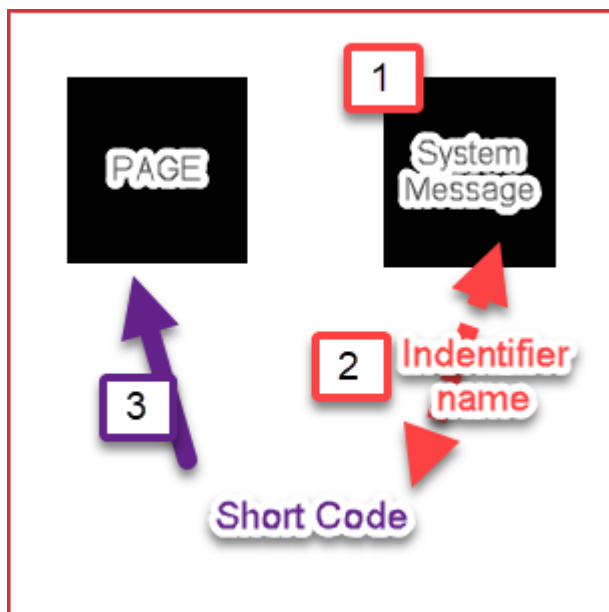 1
PAGE
System
Message
2
Indentifier
name
3
Short Code